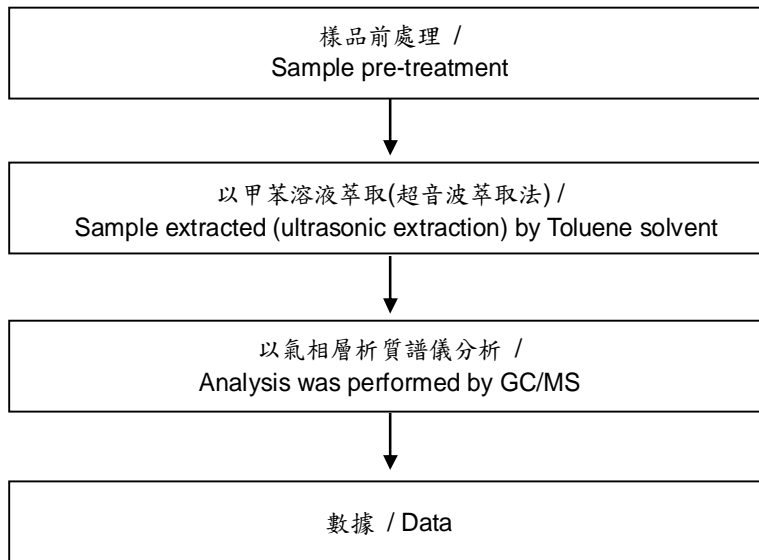 樣品前處理 /
Sample pre-treatment
以甲苯溶液萃取(超音波萃取法) /
Sample extracted (ultrasonic extraction) by Toluene solvent
以氣相層析質譜儀分析 /
Analysis was performed by GC/MS
數據 / Data